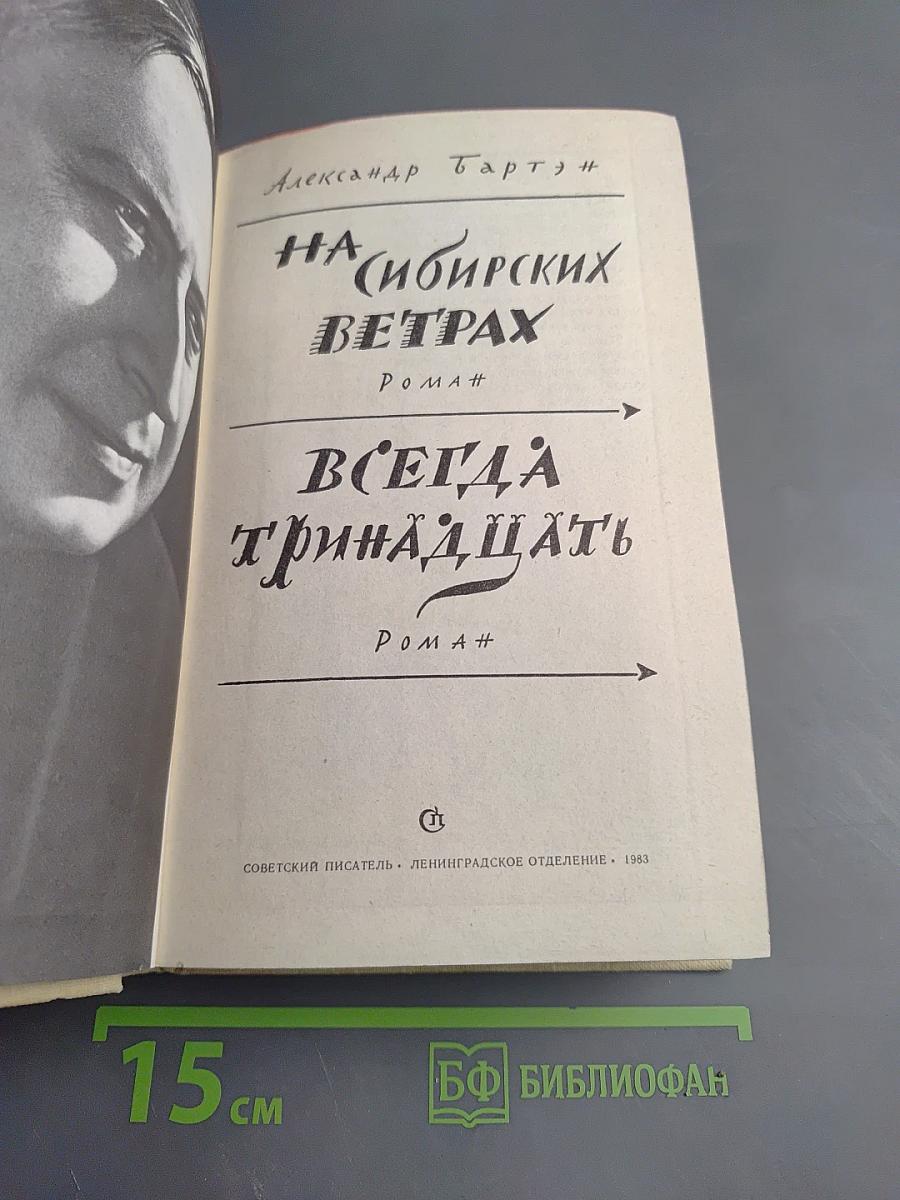 Александр Бартэн
НА СИБИРСКИХ
ВЕТРАХ
Роман
ВСЕГДА
ТРИНАДЦАТЬ
Роман
СП
СОВЕТСКИЙ ПИСАТЕЛЬ • ЛЕНИНГРАДСКОЕ ОТДЕЛЕНИЕ • 1983
15 см
БФ БИБЛИОФАН